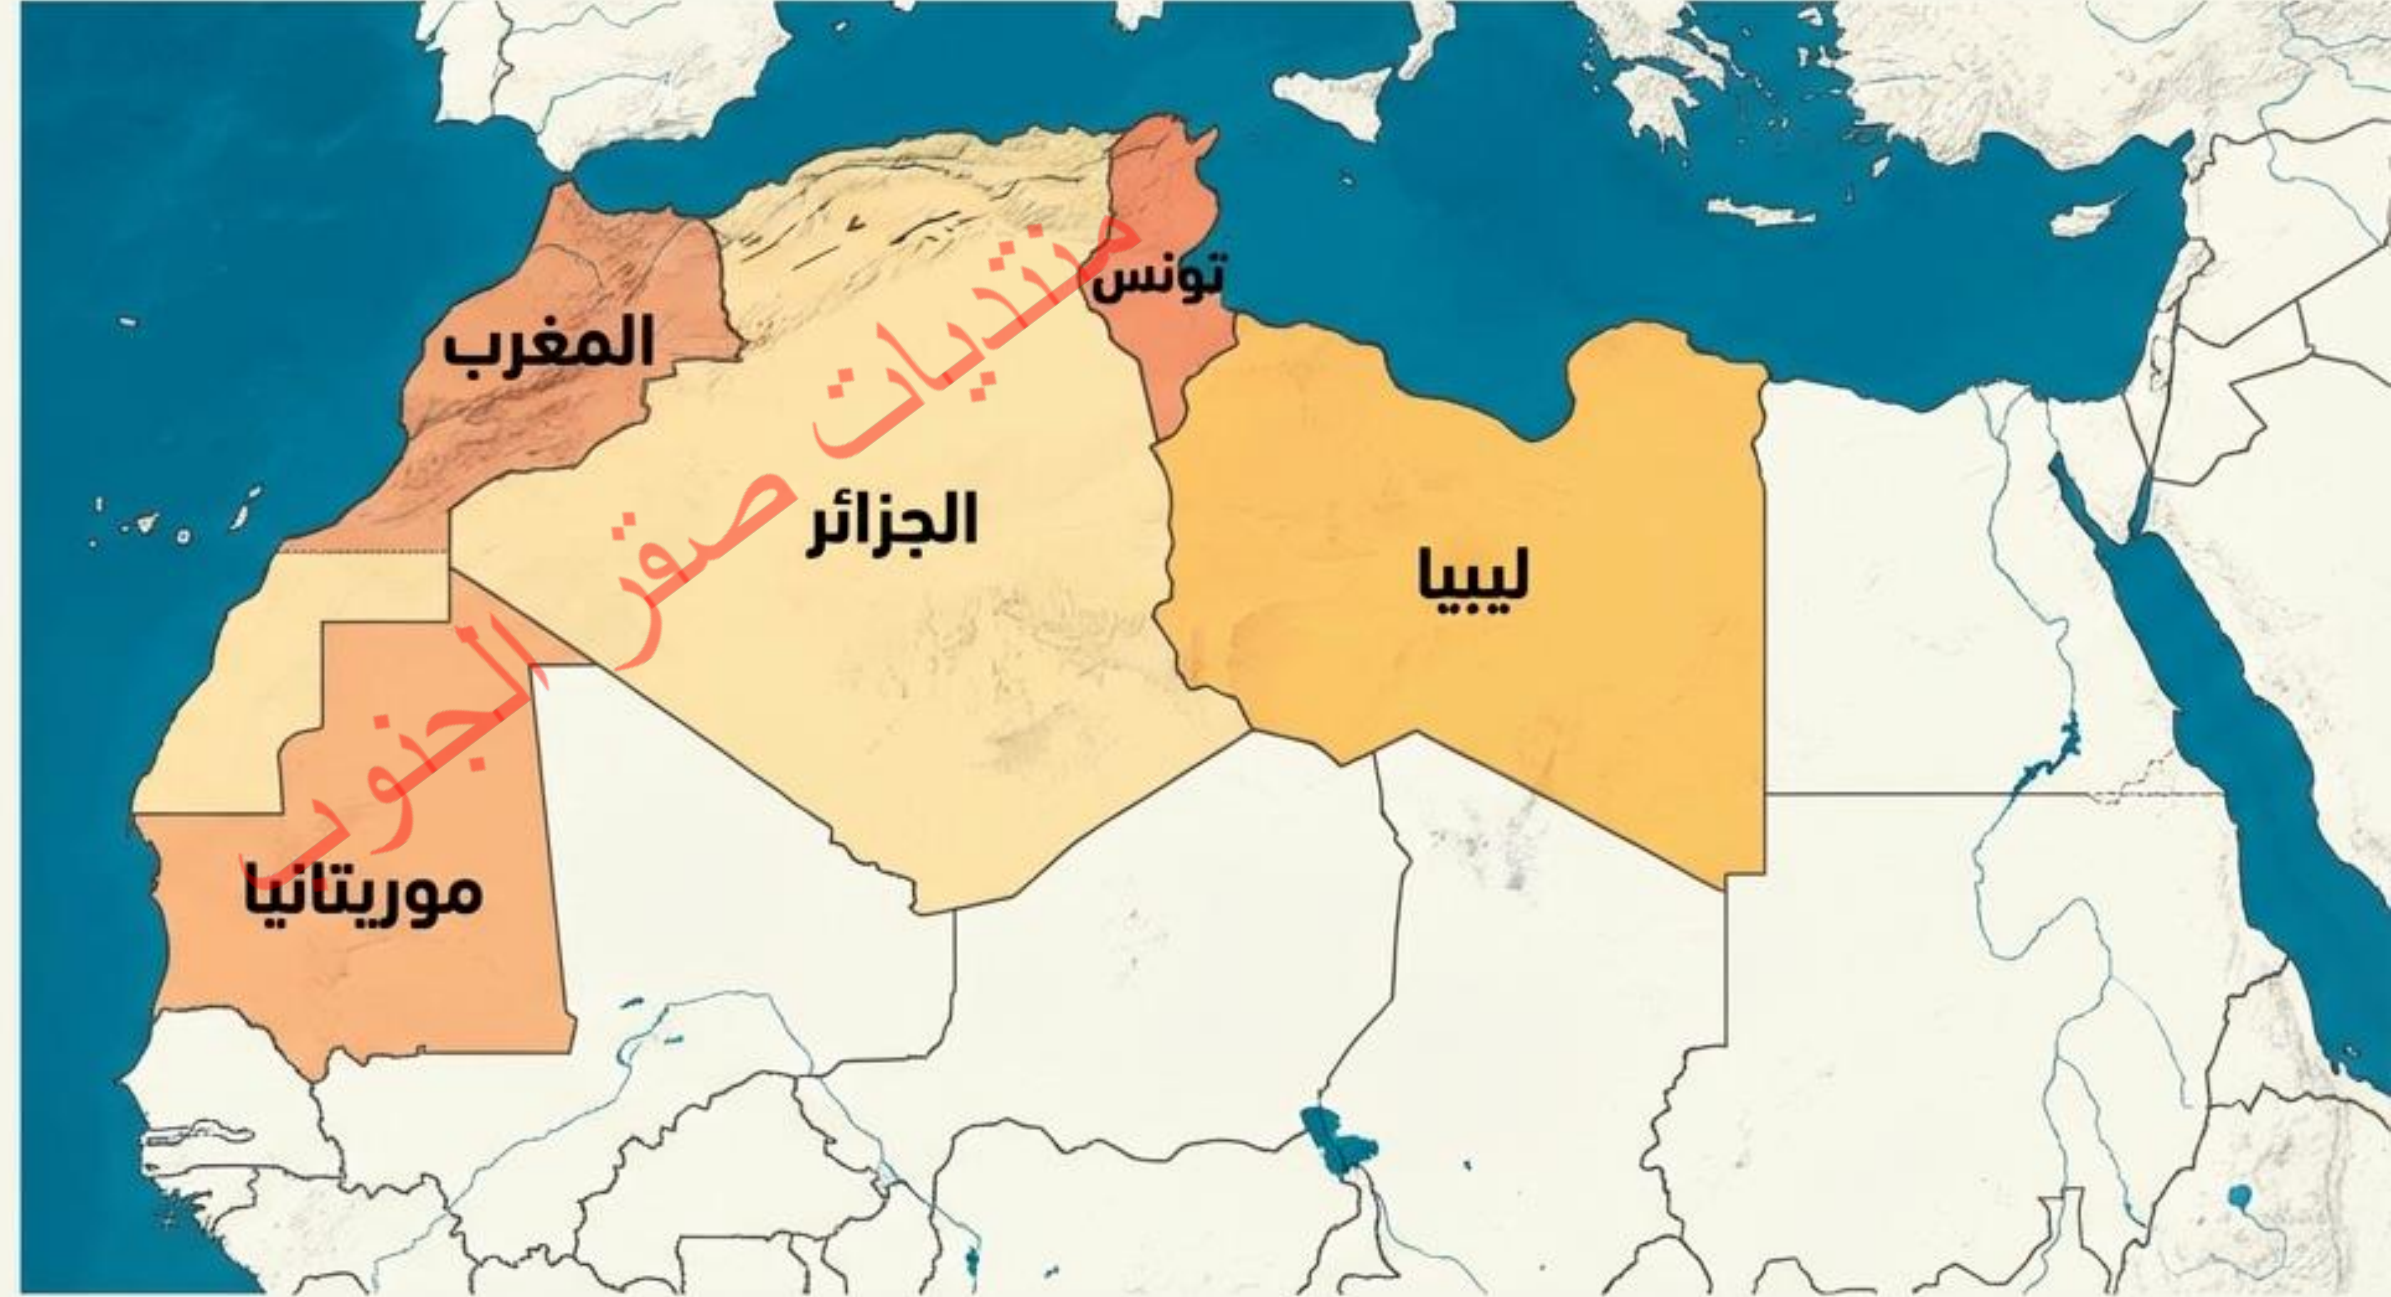 تونس
المغرب
الجزائر
ليبيا
موريتانيا
منتديات صقر الجنوب